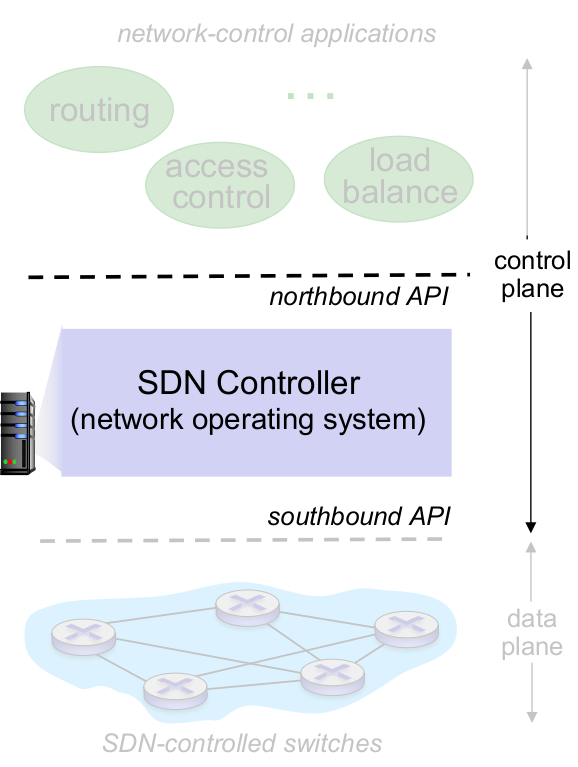 network-control applications
routing
...
access
control
load
balance
control
plane
northbound API
SDN Controller
(network operating system)
southbound API
data
plane
SDN-controlled switches